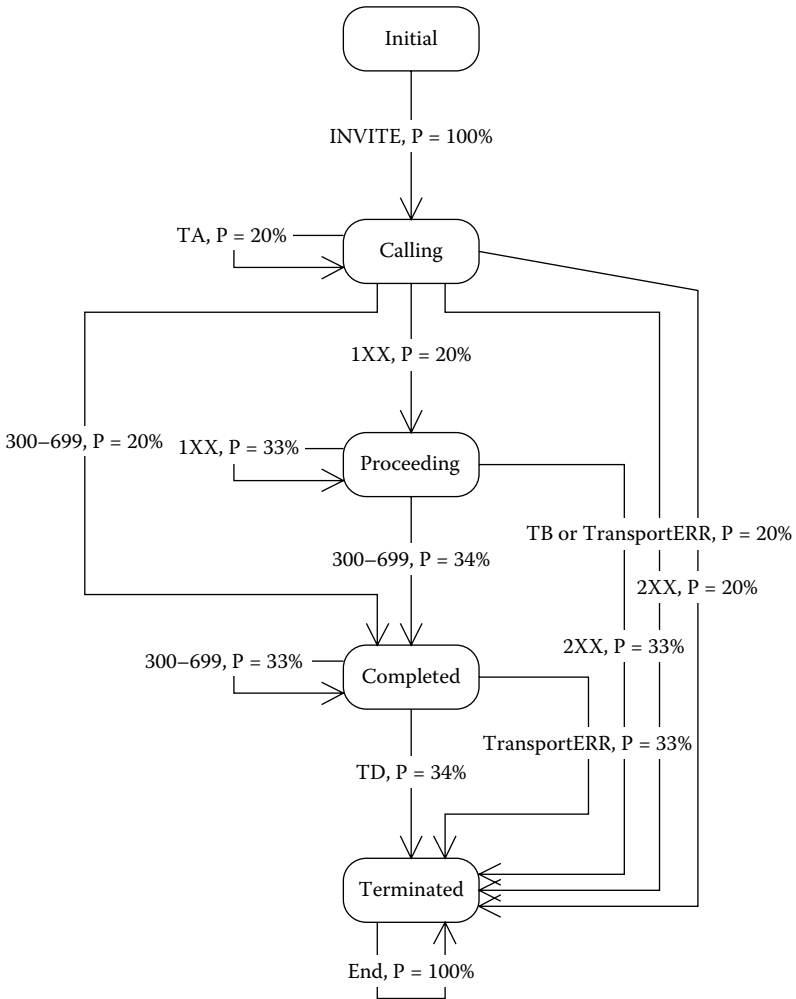 Initial
INVITE, P = 100%
TA, P = 20%
Calling
1XX, P = 20%
300–699, P = 20%
1XX, P = 33%
Proceeding
TB or TransportERR, P = 20%
300–699, P = 34%
2XX, P = 20%
2XX, P = 33%
300–699, P = 33%
Completed
TransportERR, P = 33%
TD, P = 34%
Terminated
End, P = 100%